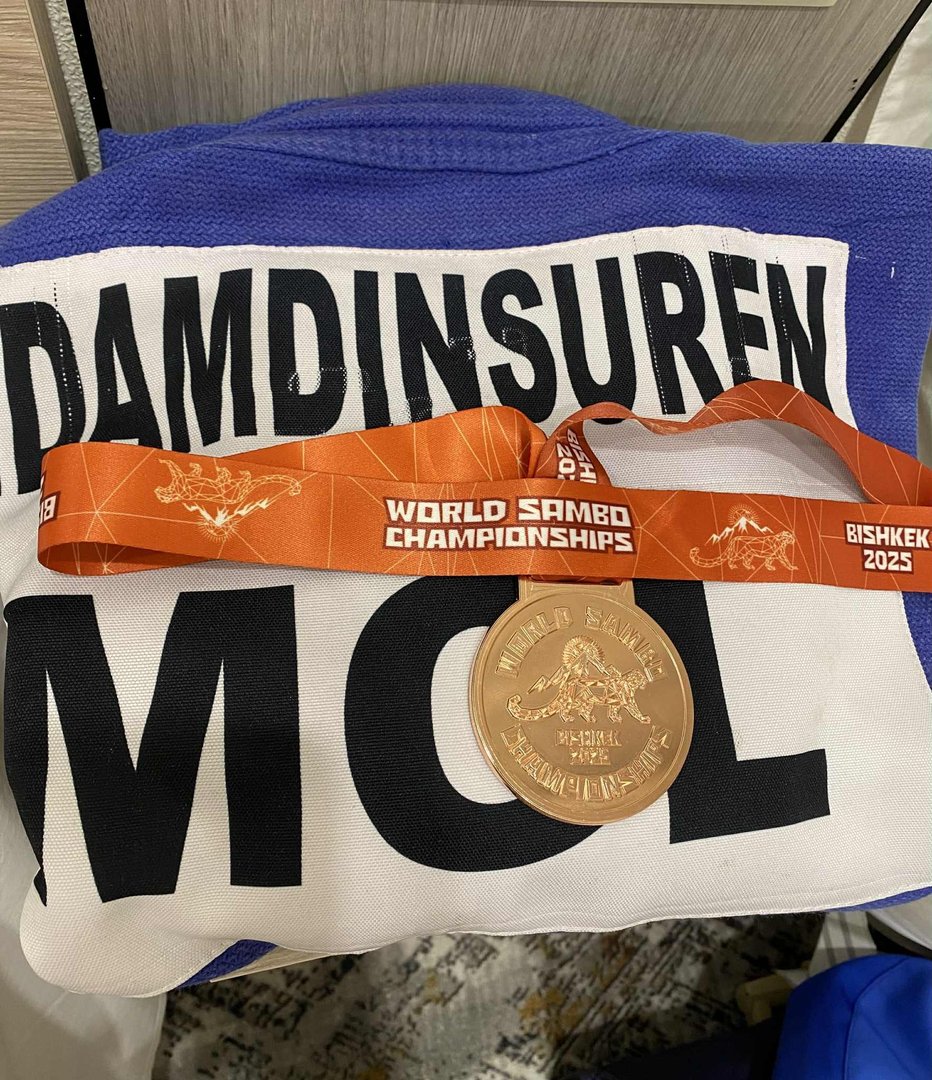 DAMDINSUREN
WORLD SAMBO
CHAMPIONSHIPS
BISHKEK
2025
MGL
WORLD SAMBO
BISHKEK
2025
CHAMPIONSHIPS